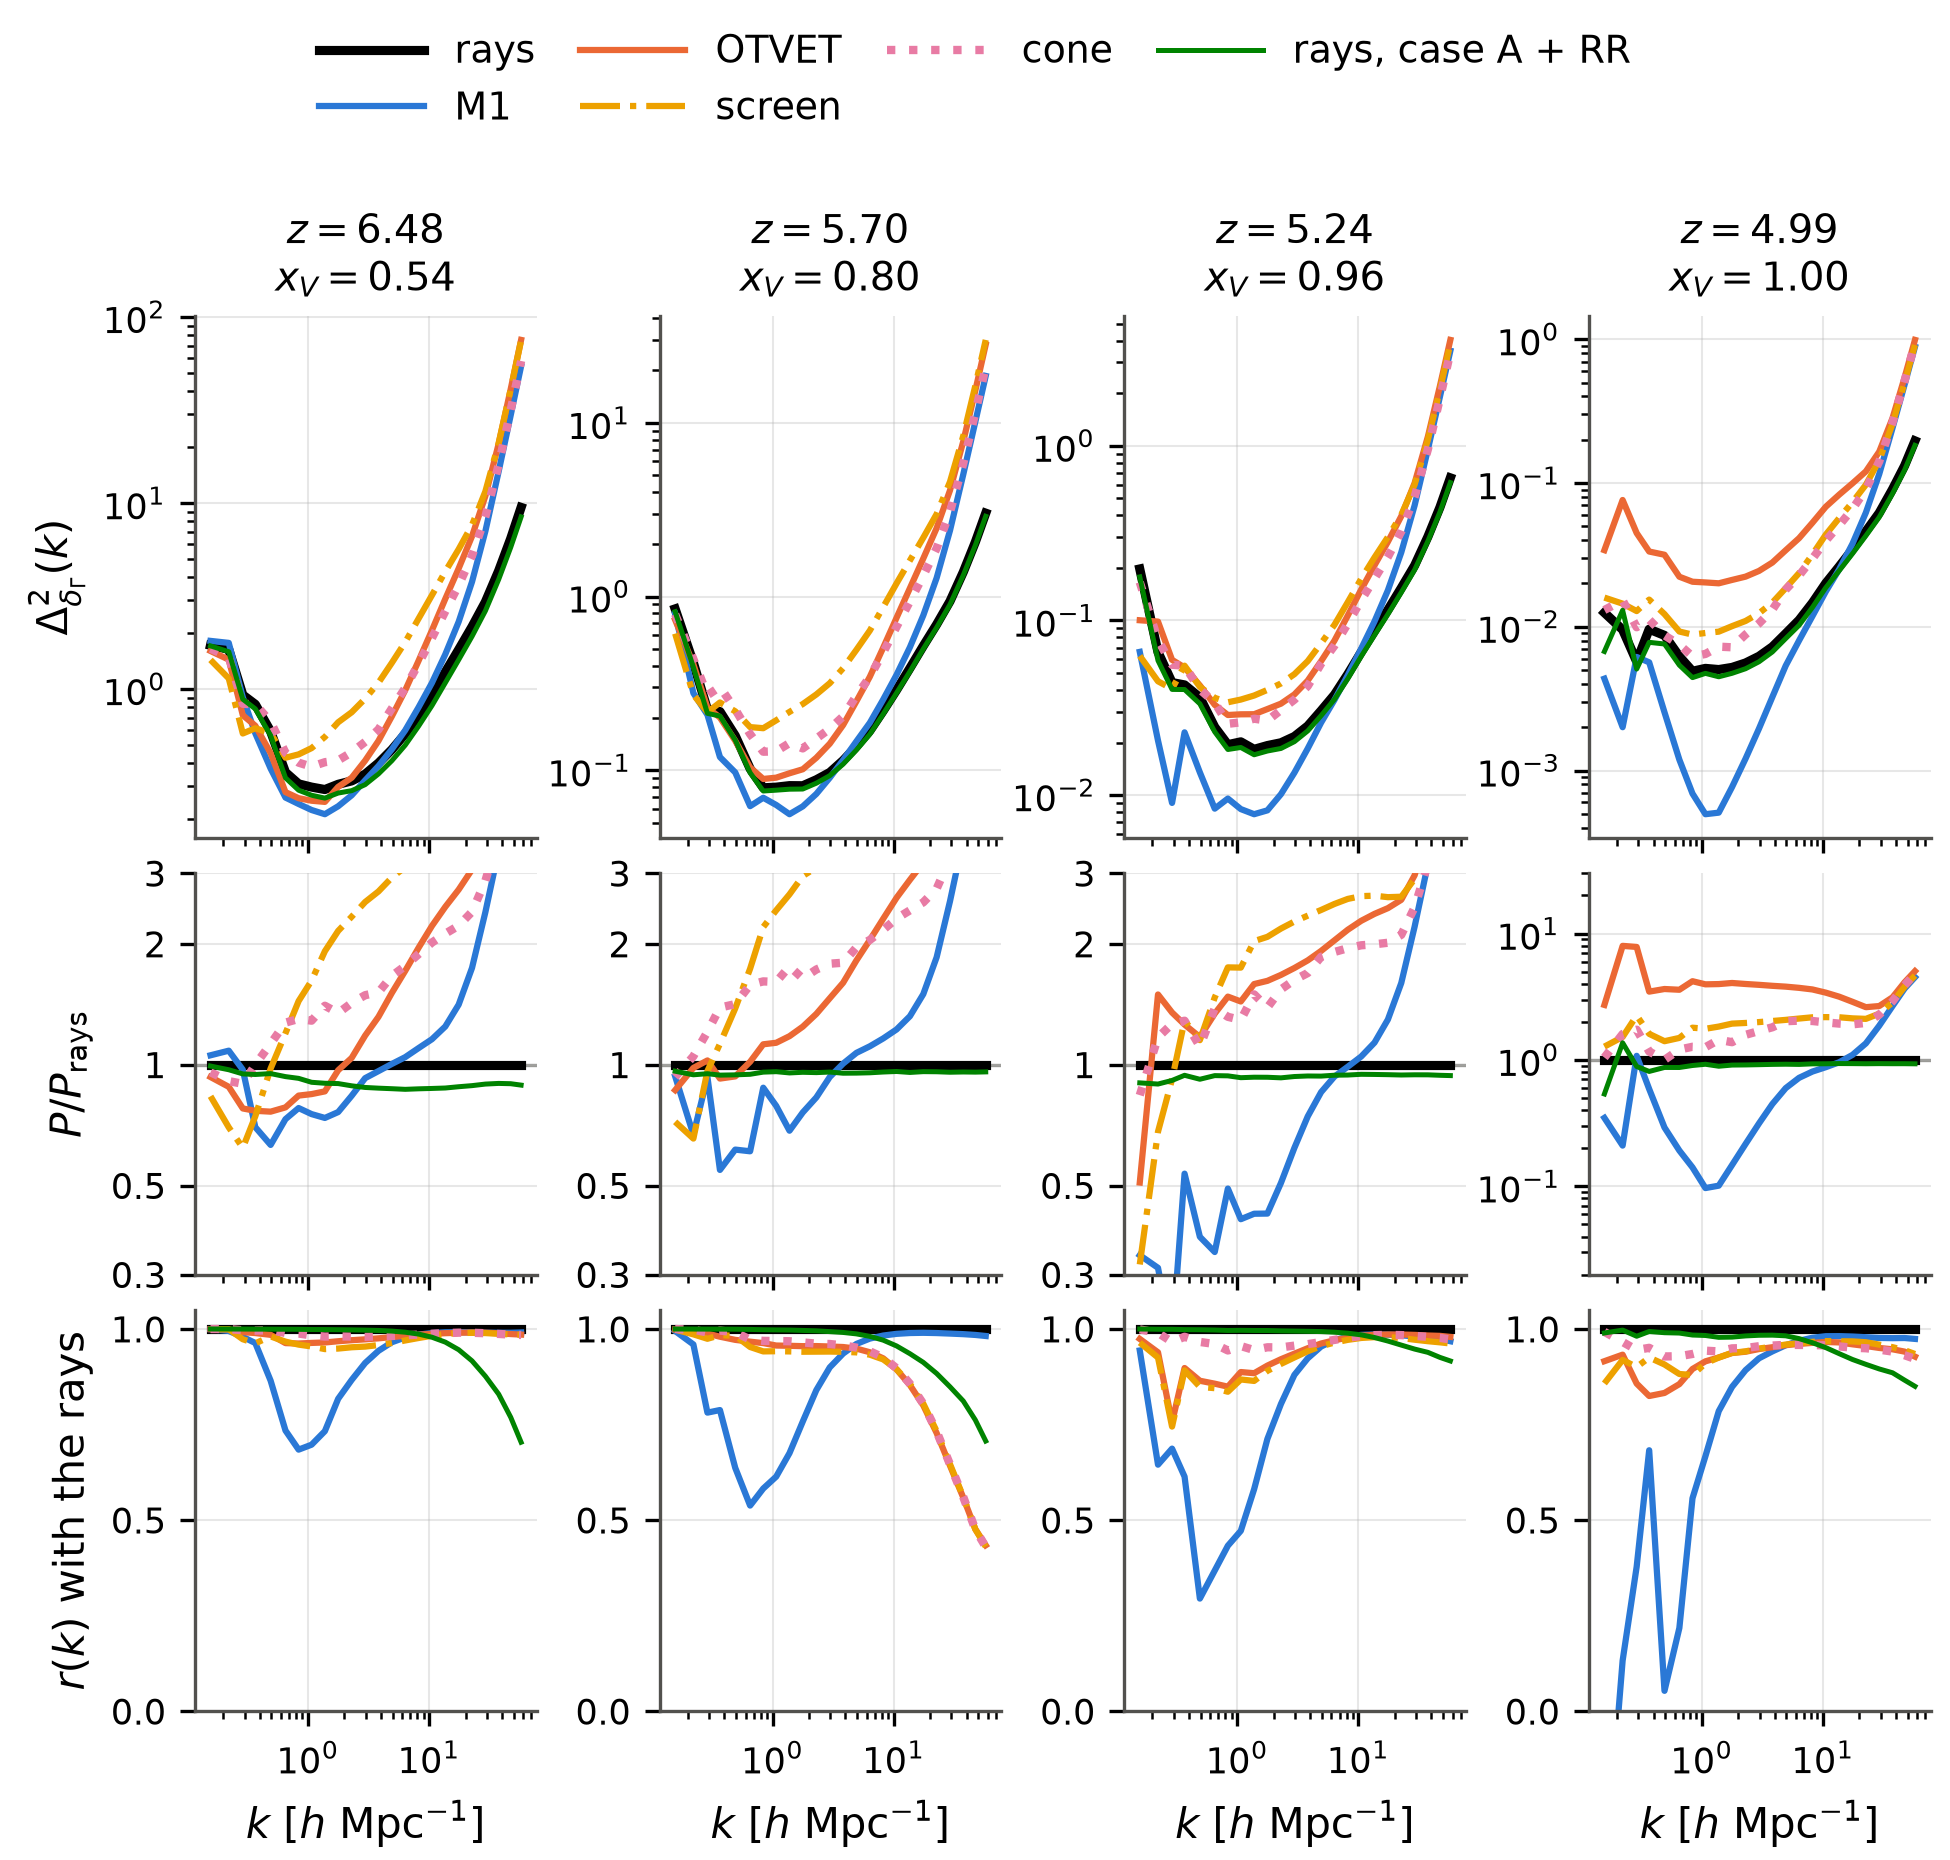 rays OTVET cone rays, case A + RR
M1 screen
z = 6.48 z = 5.70 z = 5.24 z = 4.99
x_V = 0.54 x_V = 0.80 x_V = 0.96 x_V = 1.00
Δ²_{δ_Γ}(k)
10² 10¹ 10⁰
10¹ 10⁰ 10⁻¹
10⁰ 10⁻¹ 10⁻²
10⁰ 10⁻¹ 10⁻² 10⁻³
P/P_rays
3 2 1 0.5 0.3
3 2 1 0.5 0.3
3 2 1 0.5 0.3
10¹ 10⁰ 10⁻¹
r(k) with the rays
1.0 0.5 0.0
1.0 0.5 0.0
1.0 0.5 0.0
1.0 0.5 0.0
10⁰ 10¹ 10⁰ 10¹ 10⁰ 10¹ 10⁰ 10¹
k [h Mpc⁻¹] k [h Mpc⁻¹] k [h Mpc⁻¹] k [h Mpc⁻¹]